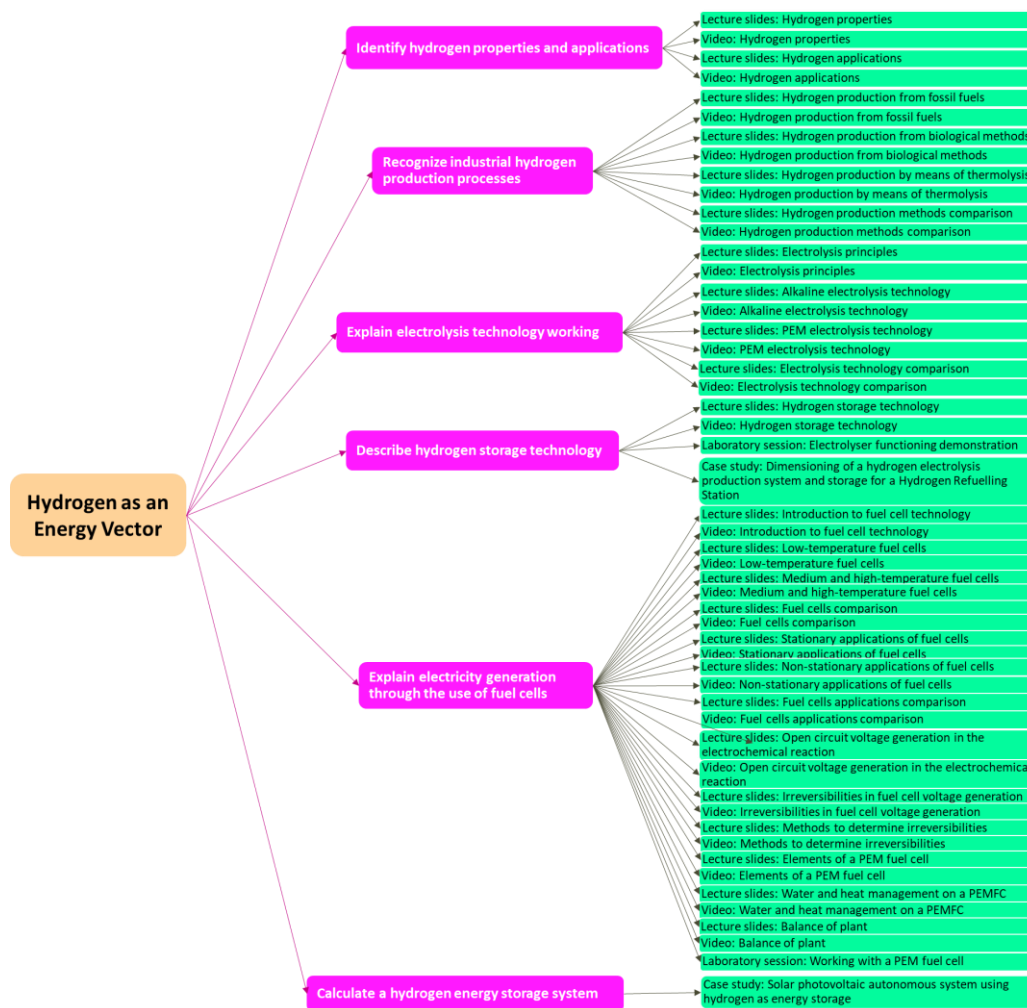 Hydrogen as an
Energy Vector
Identify hydrogen properties and applications
Lecture slides: Hydrogen properties
Video: Hydrogen properties
Lecture slides: Hydrogen applications
Video: Hydrogen applications
Recognize industrial hydrogen
production processes
Lecture slides: Hydrogen production from fossil fuels
Video: Hydrogen production from fossil fuels
Lecture slides: Hydrogen production from biological methods
Video: Hydrogen production from biological methods
Lecture slides: Hydrogen production by means of thermolysis
Video: Hydrogen production by means of thermolysis
Lecture slides: Hydrogen production methods comparison
Video: Hydrogen production methods comparison
Explain electrolysis technology working
Lecture slides: Electrolysis principles
Video: Electrolysis principles
Lecture slides: Alkaline electrolysis technology
Video: Alkaline electrolysis technology
Lecture slides: PEM electrolysis technology
Video: PEM electrolysis technology
Lecture slides: Electrolysis technology comparison
Video: Electrolysis technology comparison
Describe hydrogen storage technology
Lecture slides: Hydrogen storage technology
Video: Hydrogen storage technology
Laboratory session: Electrolyser functioning demonstration
Case study: Dimensioning of a hydrogen electrolysis
production system and storage for a Hydrogen Refuelling
Station
Explain electricity generation
through the use of fuel cells
Lecture slides: Introduction to fuel cell technology
Video: Introduction to fuel cell technology
Lecture slides: Low-temperature fuel cells
Video: Low-temperature fuel cells
Lecture slides: Medium and high-temperature fuel cells
Video: Medium and high-temperature fuel cells
Lecture slides: Fuel cells comparison
Video: Fuel cells comparison
Lecture slides: Stationary applications of fuel cells
Video: Stationary applications of fuel cells
Lecture slides: Non-stationary applications of fuel cells
Video: Non-stationary applications of fuel cells
Lecture slides: Fuel cells applications comparison
Video: Fuel cells applications comparison
Lecture slides: Open circuit voltage generation in the
electrochemical reaction
Video: Open circuit voltage generation in the electrochemical
reaction
Lecture slides: Irreversibilities in fuel cell voltage generation
Video: Irreversibilities in fuel cell voltage generation
Lecture slides: Methods to determine irreversibilities
Video: Methods to determine irreversibilities
Lecture slides: Elements of a PEM fuel cell
Video: Elements of a PEM fuel cell
Lecture slides: Water and heat management on a PEMFC
Video: Water and heat management on a PEMFC
Lecture slides: Balance of plant
Video: Balance of plant
Laboratory session: Working with a PEM fuel cell
Calculate a hydrogen energy storage system
Case study: Solar photovoltaic autonomous system using
hydrogen as energy storage